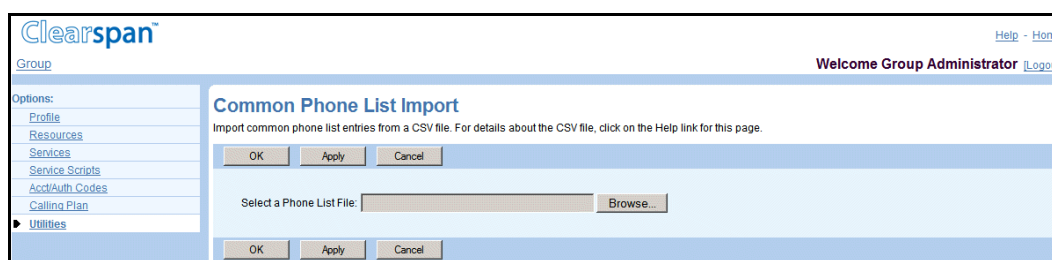 Clearspan™
Help - Hom
Group
Welcome Group Administrator [Logo
Options:
Profile
Resources
Services
Service Scripts
Acct/Auth Codes
Calling Plan
Utilities
Common Phone List Import
Import common phone list entries from a CSV file. For details about the CSV file, click on the Help link for this page.
OK Apply Cancel
Select a Phone List File: Browse...
OK Apply Cancel